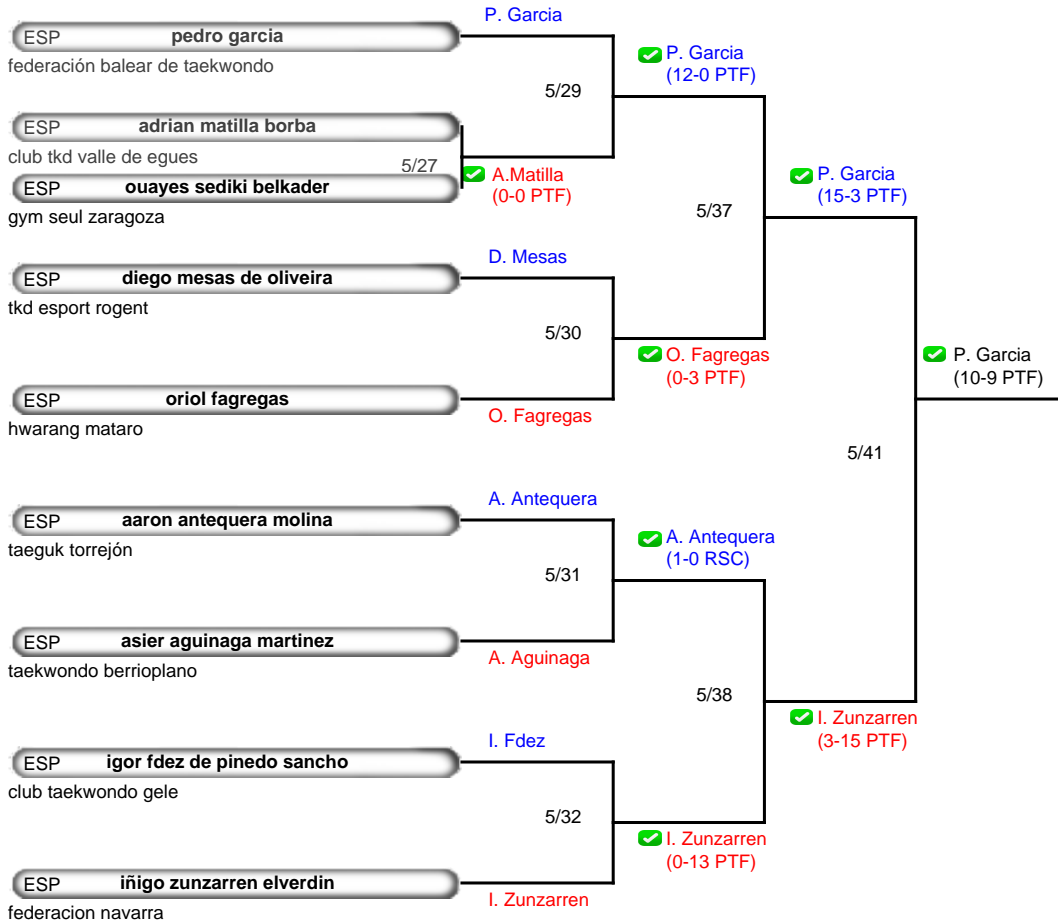 P. Garcia
ESP pedro garcia
federación balear de taekwondo
P. Garcia
(12-0 PTF)
5/29
ESP adrian matilla borba
club tkd valle de egues
5/27
A.Matilla
(0-0 PTF)
ESP ouayes sediki belkader
gym seul zaragoza
P. Garcia
(15-3 PTF)
5/37
D. Mesas
ESP diego mesas de oliveira
tkd esport rogent
5/30
O. Fagregas
(0-3 PTF)
P. Garcia
(10-9 PTF)
ESP oriol fagregas
hwarang mataro
O. Fagregas
5/41
A. Antequera
ESP aaron antequera molina
taeguk torrejón
A. Antequera
(1-0 RSC)
5/31
ESP asier aguinaga martinez
taekwondo berrioplano
A. Aguinaga
5/38
I. Zunzarren
(3-15 PTF)
I. Fdez
ESP igor fdez de pinedo sancho
club taekwondo gele
5/32
I. Zunzarren
(0-13 PTF)
ESP iñigo zunzarren elverdin
federacion navarra
I. Zunzarren